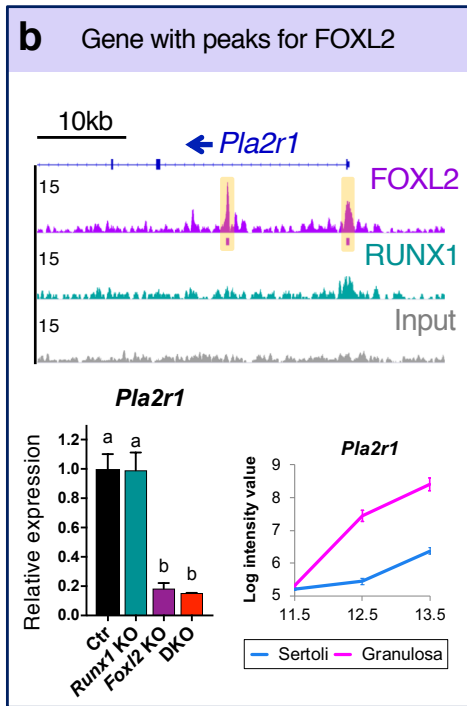 b Gene with peaks for FOXL2
10kb
Pla2r1
15
FOXL2
15
RUNX1
15
Input
Pla2r1
Relative expression
1.2
1.0
0.8
0.6
0.4
0.2
0.0
a
a
b
b
Ctr
Runx1 KO
Foxl2 KO
DKO
Pla2r1
Log intensity value
9
8
7
6
5
11.5 12.5 13.5
Sertoli Granulosa